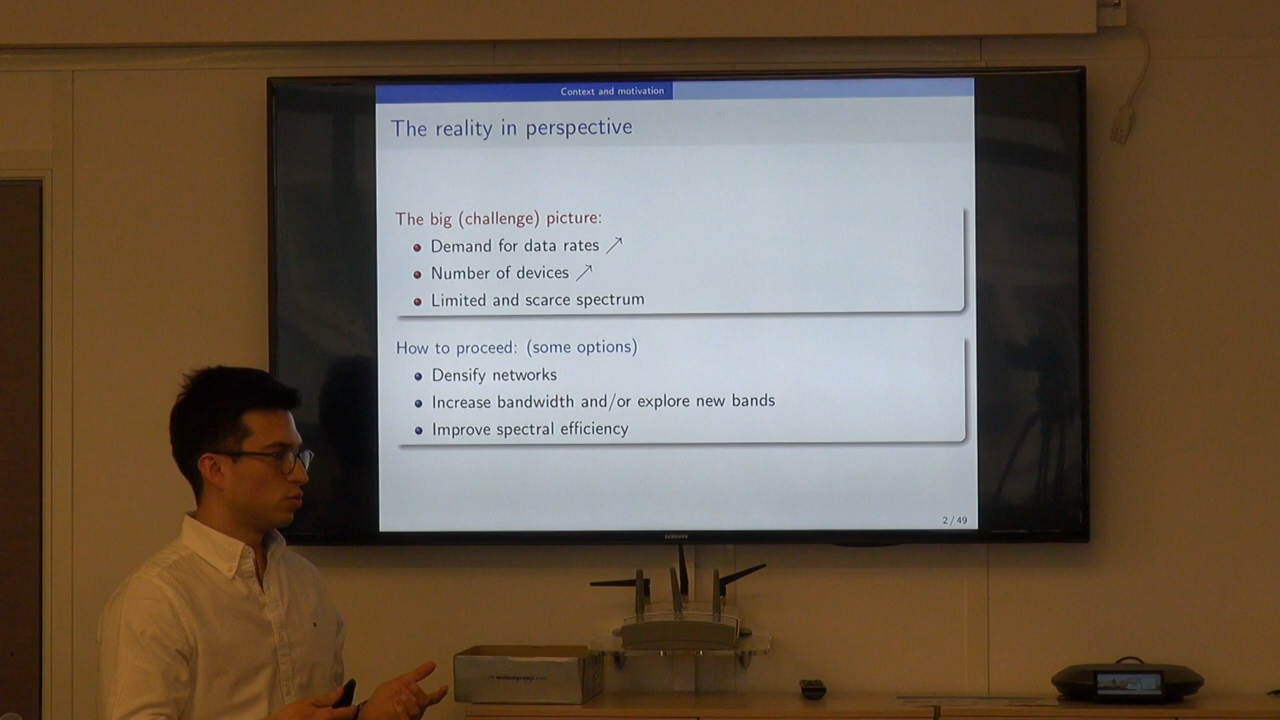 Context and motivation
The reality in perspective
The big (challenge) picture:
Demand for data rates ↗
Number of devices ↗
Limited and scarce spectrum
How to proceed: (some options)
Densify networks
Increase bandwidth and/or explore new bands
Improve spectral efficiency
2 / 49
SAMSUNG